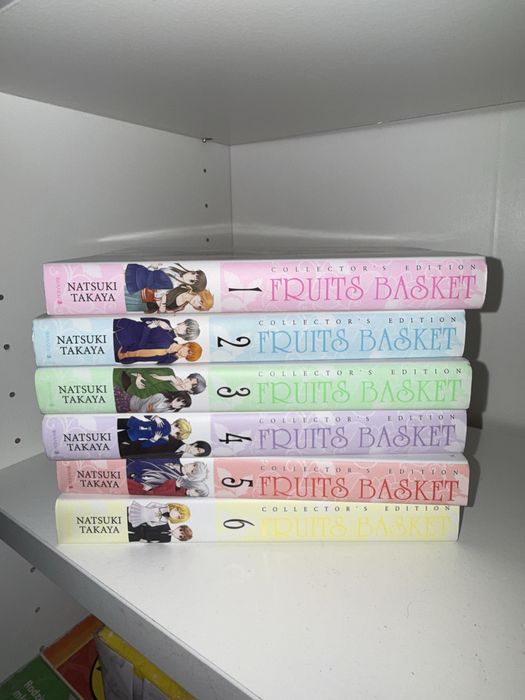 NATSUKI
TAKAYA
1
COLLECTOR'S EDITION
FRUITS BASKET
NATSUKI
TAKAYA
2
COLLECTOR'S EDITION
FRUITS BASKET
NATSUKI
TAKAYA
3
COLLECTOR'S EDITION
FRUITS BASKET
NATSUKI
TAKAYA
4
COLLECTOR'S EDITION
FRUITS BASKET
NATSUKI
TAKAYA
5
COLLECTOR'S EDITION
FRUITS BASKET
NATSUKI
TAKAYA
6
COLLECTOR'S EDITION
FRUITS BASKET